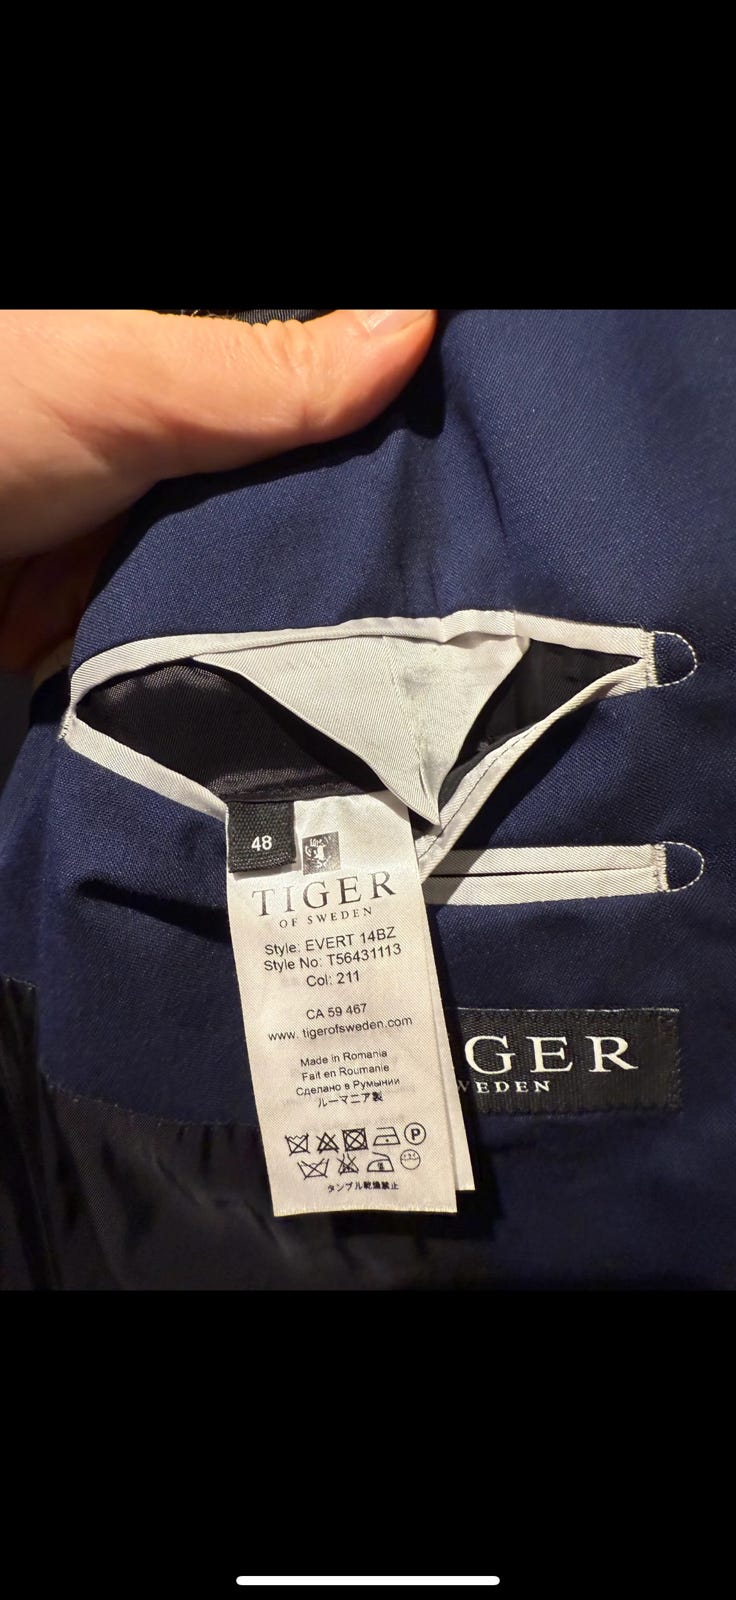 48
TIGER
OF SWEDEN
Style: EVERT 14BZ
Style No: T56431113
Col: 211
CA 59 467
www.tigerofsweden.com
Made in Romania
Fait en Roumanie
Сделано в Румынии
ルーマニア製
P
タンブル乾燥禁止
GER
WEDEN